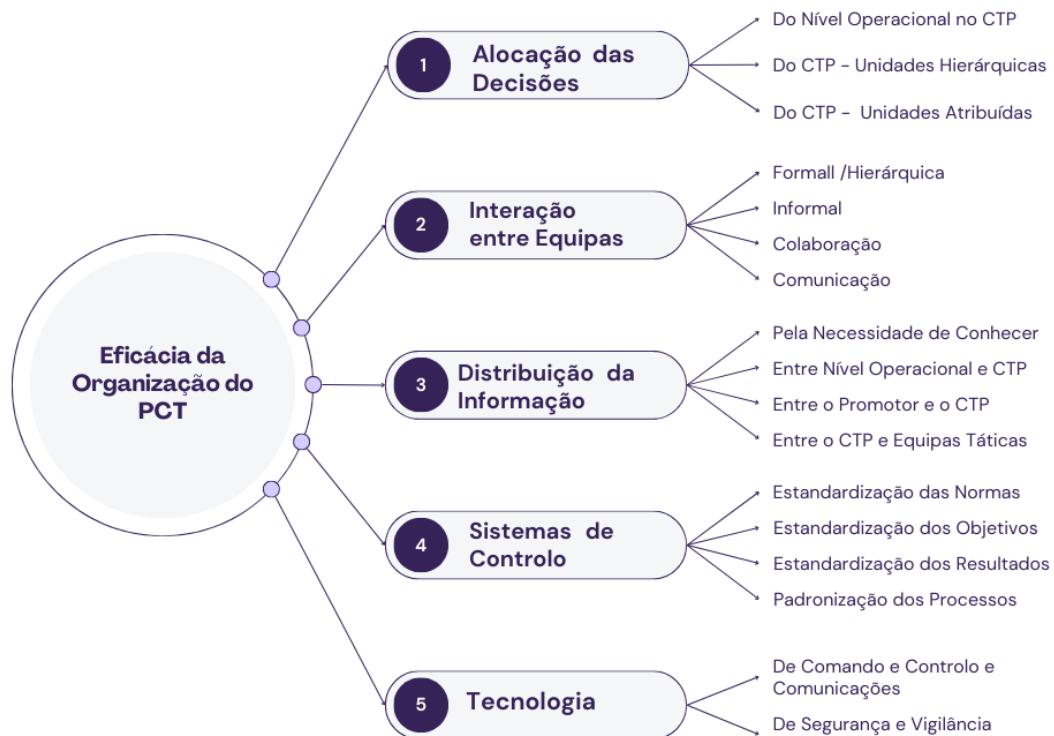 Eficácia da
Organização do
PCT
1
Alocação das
Decisões
Do Nível Operacional no CTP
Do CTP - Unidades Hierárquicas
Do CTP - Unidades Atribuídas
2
Interação
entre Equipas
Formall /Hierárquica
Informal
Colaboração
Comunicação
3
Distribuição da
Informação
Pela Necessidade de Conhecer
Entre Nível Operacional e CTP
Entre o Promotor e o CTP
Entre o CTP e Equipas Táticas
4
Sistemas de
Controlo
Estandardização das Normas
Estandardização dos Objetivos
Estandardização dos Resultados
Padronização dos Processos
5
Tecnologia
De Comando e Controlo e
Comunicações
De Segurança e Vigilância